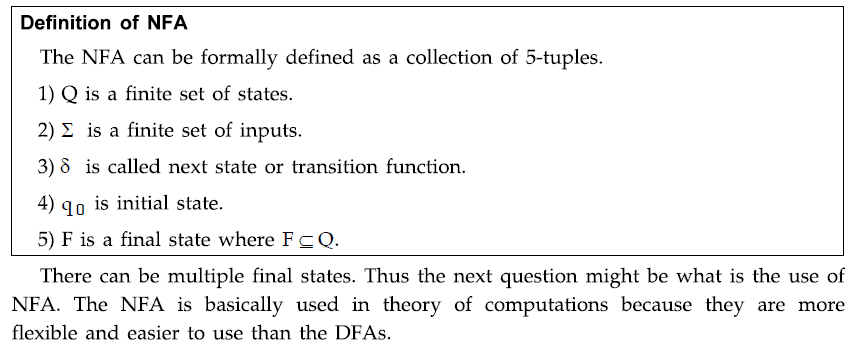 Definition of NFA
The NFA can be formally defined as a collection of 5-tuples.
1) Q is a finite set of states.
2) Σ is a finite set of inputs.
3) δ is called next state or transition function.
4) q₀ is initial state.
5) F is a final state where F ⊆ Q.
There can be multiple final states. Thus the next question might be what is the use of
NFA. The NFA is basically used in theory of computations because they are more
flexible and easier to use than the DFAs.